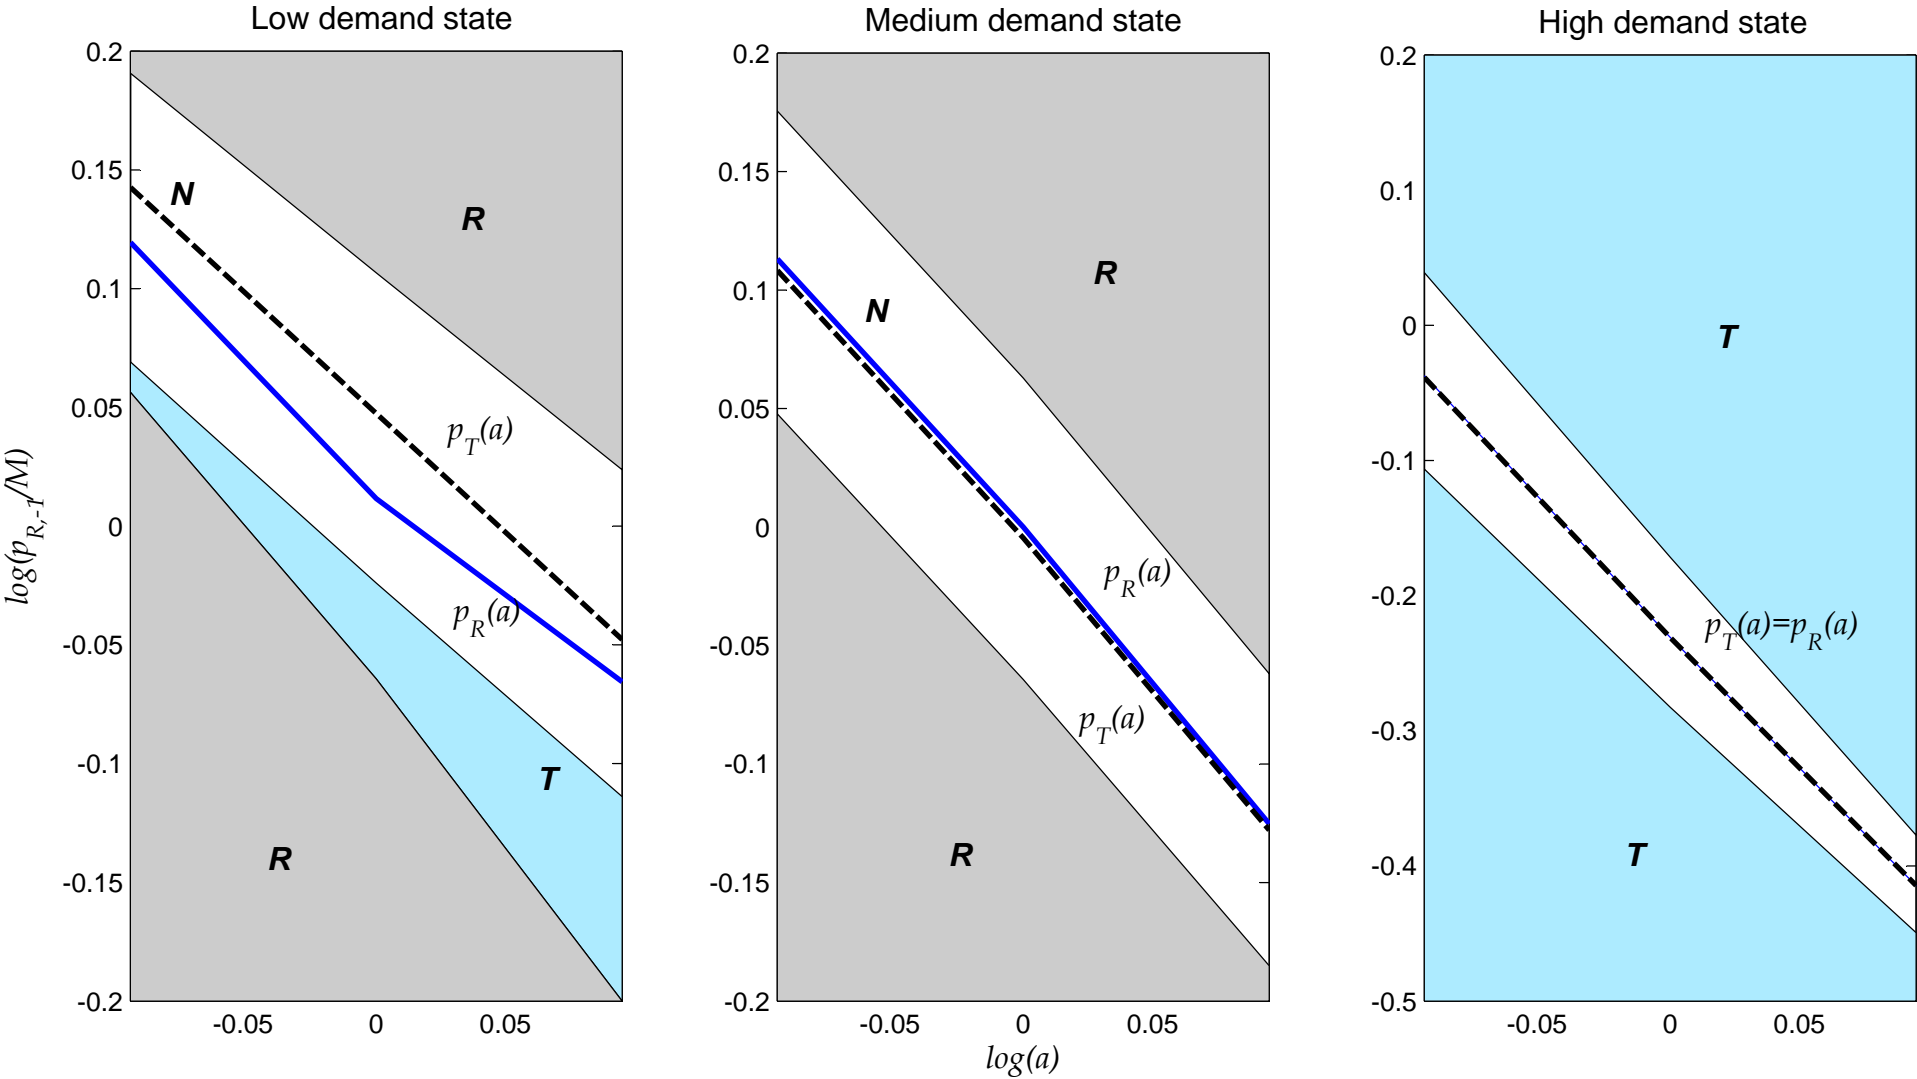 Low demand state
Medium demand state
High demand state
log(p_{R,-1}/M)
0.2
0.15
0.1
0.05
0
-0.05
-0.1
-0.15
-0.2
-0.05
0
0.05
N
R
p_T(a)
p_R(a)
T
R
0.2
0.15
0.1
0.05
0
-0.05
-0.1
-0.15
-0.2
-0.05
0
0.05
log(a)
R
N
p_R(a)
p_T(a)
R
0.2
0.1
0
-0.1
-0.2
-0.3
-0.4
-0.5
-0.05
0
0.05
T
p_T(a)=p_R(a)
T